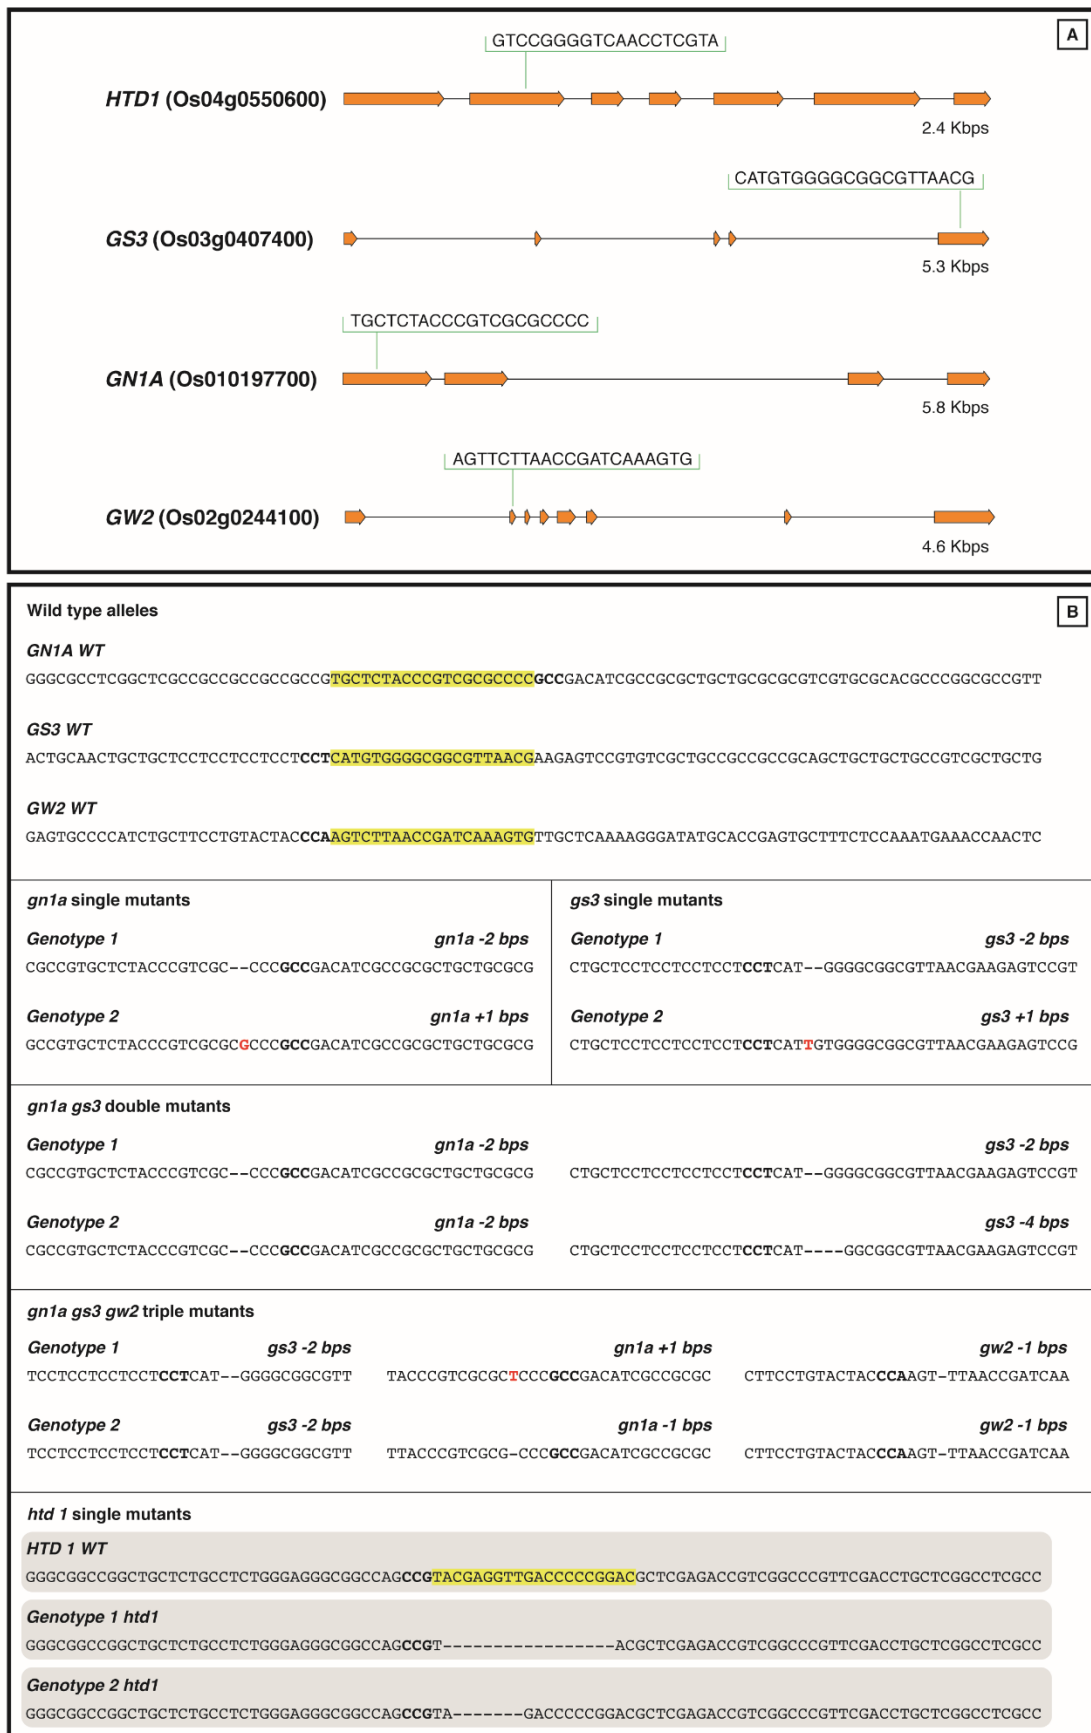 A
GTCCGGGGTCAACCTCGTA
HTD1 (Os04g0550600)
2.4 Kbps
CATGTGGGGCGGCGTTAACG
GS3 (Os03g0407400)
5.3 Kbps
TGCTCTACCCGTCGCGCCCC
GN1A (Os010197700)
5.8 Kbps
AGTTCTTAACCGATCAAAGTG
GW2 (Os02g0244100)
4.6 Kbps
B
Wild type alleles
GN1A WT
GGGCGCCTCGGCTCGCCGCCGCCGCCGCCGTGCTCTACCCGTCGCGCCCCGCCGACATCGCCGCGCTGCTGCGCGCGTCGTGCGCACGCCCGGCGCCGTT
GS3 WT
ACTGCAACTGCTGCTCCTCCTCCTCCTCCTCATGTGGGGCGGCGTTAACGAAGAGTCCGTGTCGCTGCCGCCGCCGCAGCTGCTGCTGCCGTCGCTGCTG
GW2 WT
GAGTGCCCCATCTGCTTCCTGTACTACCCAAGTCTTAACCGATCAAAGTGTTGCTCAAAAGGGATATGCACCGAGTGCTTTCTCCAAATGAAACCAACTC
gn1a single mutants
Genotype 1 gn1a -2 bps
CGCCGTGCTCTACCCGTCGC--CCCGCCGACATCGCCGCGCTGCTGCGCG
Genotype 2 gn1a +1 bps
GCCGTGCTCTACCCGTCGCGCGCCCGCCGACATCGCCGCGCTGCTGCGCG
gs3 single mutants
Genotype 1 gs3 -2 bps
CTGCTCCTCCTCCTCCTCCTCAT--GGGGCGGCGTTAACGAAGAGTCCGT
Genotype 2 gs3 +1 bps
CTGCTCCTCCTCCTCCTCCTCATTGTGGGGCGGCGTTAACGAAGAGTCCG
gn1a gs3 double mutants
Genotype 1 gn1a -2 bps gs3 -2 bps
CGCCGTGCTCTACCCGTCGC--CCCGCCGACATCGCCGCGCTGCTGCGCG CTGCTCCTCCTCCTCCTCCTCAT--GGGGCGGCGTTAACGAAGAGTCCGT
Genotype 2 gn1a -2 bps gs3 -4 bps
CGCCGTGCTCTACCCGTCGC--CCCGCCGACATCGCCGCGCTGCTGCGCG CTGCTCCTCCTCCTCCTCCTCAT----GGCGGCGTTAACGAAGAGTCCGT
gn1a gs3 gw2 triple mutants
Genotype 1 gs3 -2 bps gn1a +1 bps gw2 -1 bps
TCCTCCTCCTCCTCCTCAT--GGGGCGGCGTT TACCCGTCGCGCTCCCGCCGACATCGCCGCGC CTTCCTGTACTACCCAAGT-TTAACCGATCAA
Genotype 2 gs3 -2 bps gn1a -1 bps gw2 -1 bps
TCCTCCTCCTCCTCCTCAT--GGGGCGGCGTT TTACCCGTCGCG-CCCGCCGACATCGCCGCGC CTTCCTGTACTACCCAAGT-TTAACCGATCAA
htd 1 single mutants
HTD 1 WT
GGGCGGCCGGCTGCTCTGCCTCTGGGAGGGCGGCCAGCCGTACGAGGTTGACCCCCGGACGCTCGAGACCGTCGGCCCGTTCGACCTGCTCGGCCTCGCC
Genotype 1 htd1
GGGCGGCCGGCTGCTCTGCCTCTGGGAGGGCGGCCAGCCGT-----------------ACGCTCGAGACCGTCGGCCCGTTCGACCTGCTCGGCCTCGCC
Genotype 2 htd1
GGGCGGCCGGCTGCTCTGCCTCTGGGAGGGCGGCCAGCCGTA-------GACCCCCGGACGCTCGAGACCGTCGGCCCGTTCGACCTGCTCGGCCTCGCC